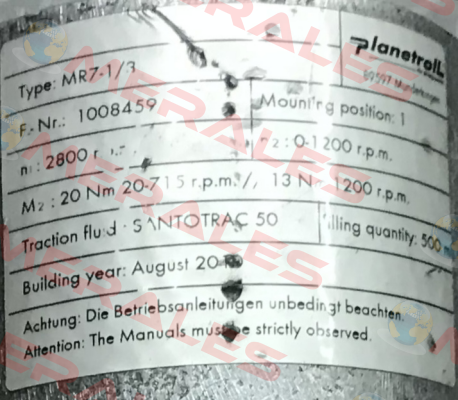 Planetroll
89597 Munderkingen
Type: MR7-1/3
F.-Nr.: 1008459
Mounting position: 1
n₁: 2800 r
n₂: 0-1200 r.p.m.
M₂: 20 Nm 20-715 r.p.m. // 13 N 1200 r.p.m.
Traction fluid: SANTOTRAC 50
filling quantity: 500
Building year: August
Achtung: Die Betriebsanleitungen unbedingt beachten.
Attention: The Manuals must be strictly observed.
MERALES